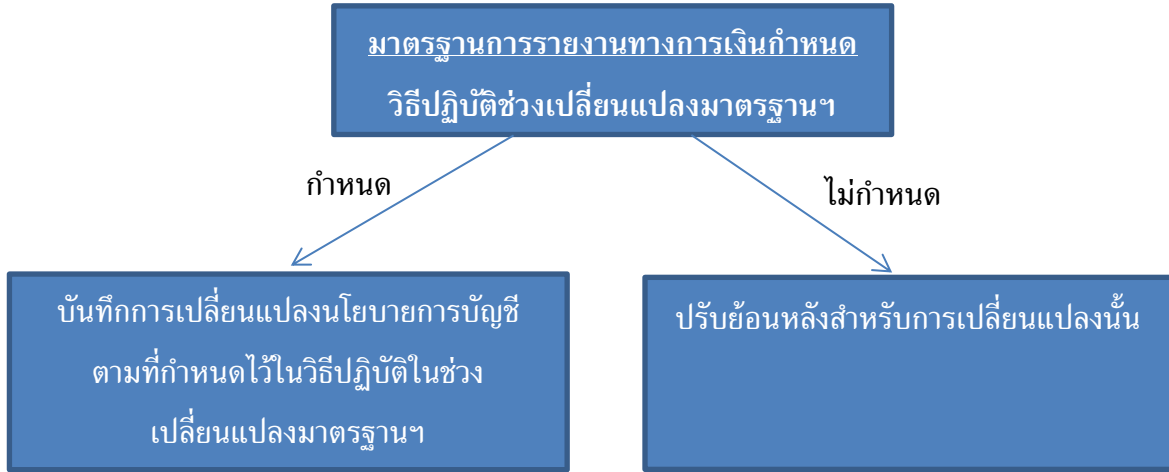 มาตรฐานการรายงานทางการเงินกำหนด
วิธีปฏิบัติช่วงเปลี่ยนแปลงมาตรฐานฯ
กำหนด
ไม่กำหนด
บันทึกการเปลี่ยนแปลงนโยบายการบัญชี
ตามที่กำหนดไว้ในวิธีปฏิบัติในช่วง
เปลี่ยนแปลงมาตรฐานฯ
ปรับย้อนหลังสำหรับการเปลี่ยนแปลงนั้น